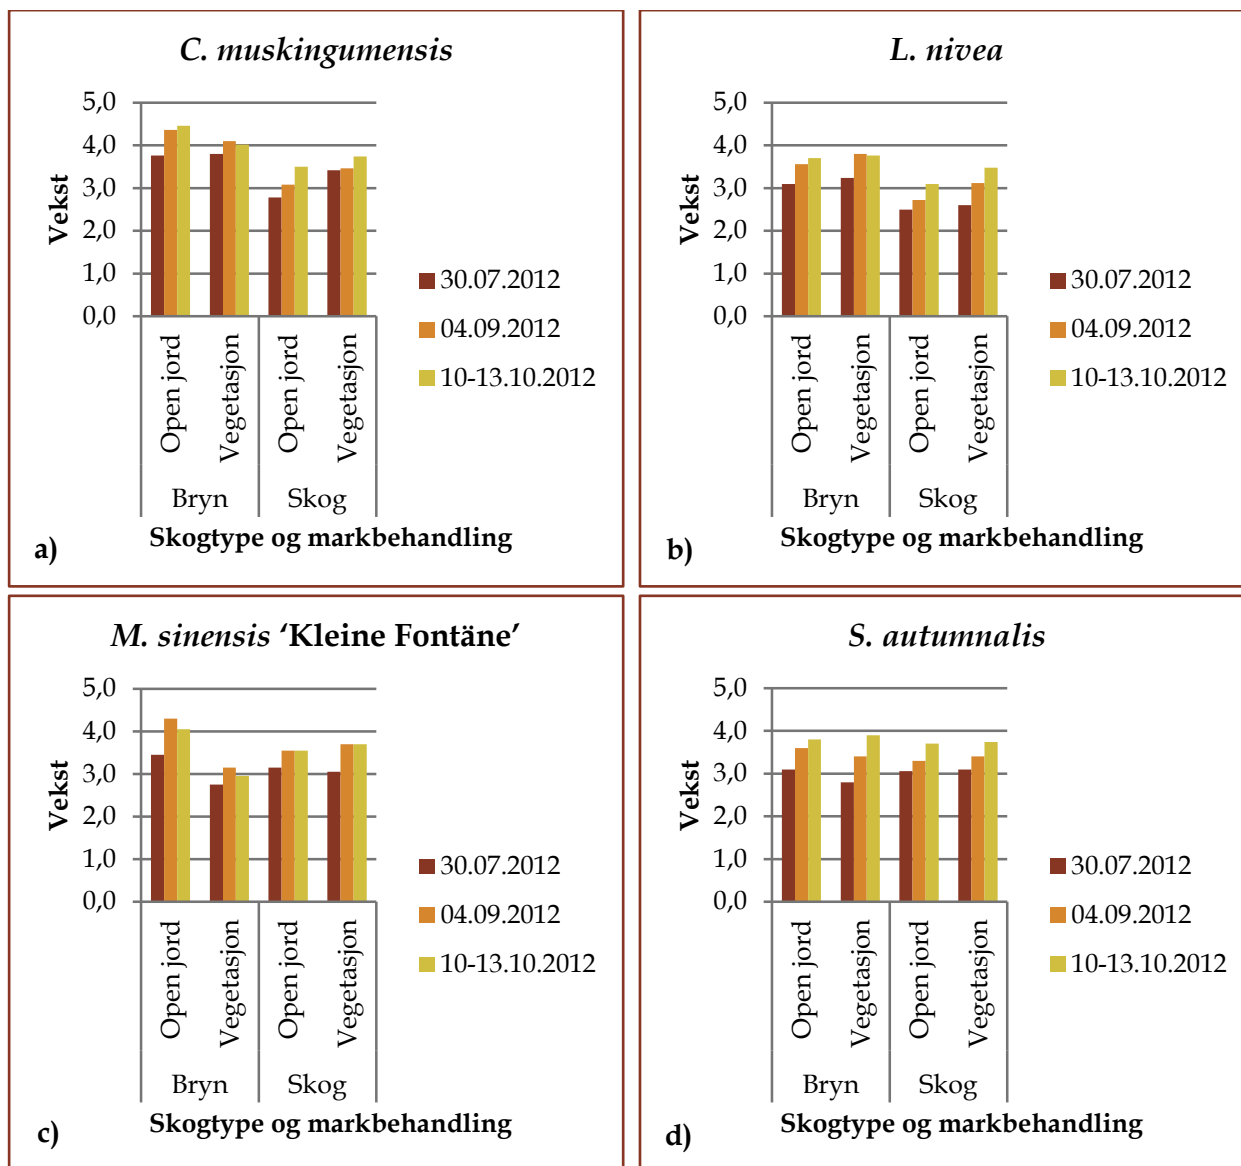 C. muskingumensis
5,0
4,0
3,0
2,0
1,0
0,0
Vekst
Open jord
Vegetasjon
Open jord
Vegetasjon
Bryn
Skog
Skogtype og markbehandling
30.07.2012
04.09.2012
10-13.10.2012
a)
L. nivea
5,0
4,0
3,0
2,0
1,0
0,0
Vekst
Open jord
Vegetasjon
Open jord
Vegetasjon
Bryn
Skog
Skogtype og markbehandling
30.07.2012
04.09.2012
10-13.10.2012
b)
M. sinensis ‘Kleine Fontäne’
5,0
4,0
3,0
2,0
1,0
0,0
Vekst
Open jord
Vegetasjon
Open jord
Vegetasjon
Bryn
Skog
Skogtype og markbehandling
30.07.2012
04.09.2012
10-13.10.2012
c)
S. autumnalis
5,0
4,0
3,0
2,0
1,0
0,0
Vekst
Open jord
Vegetasjon
Open jord
Vegetasjon
Bryn
Skog
Skogtype og markbehandling
30.07.2012
04.09.2012
10-13.10.2012
d)